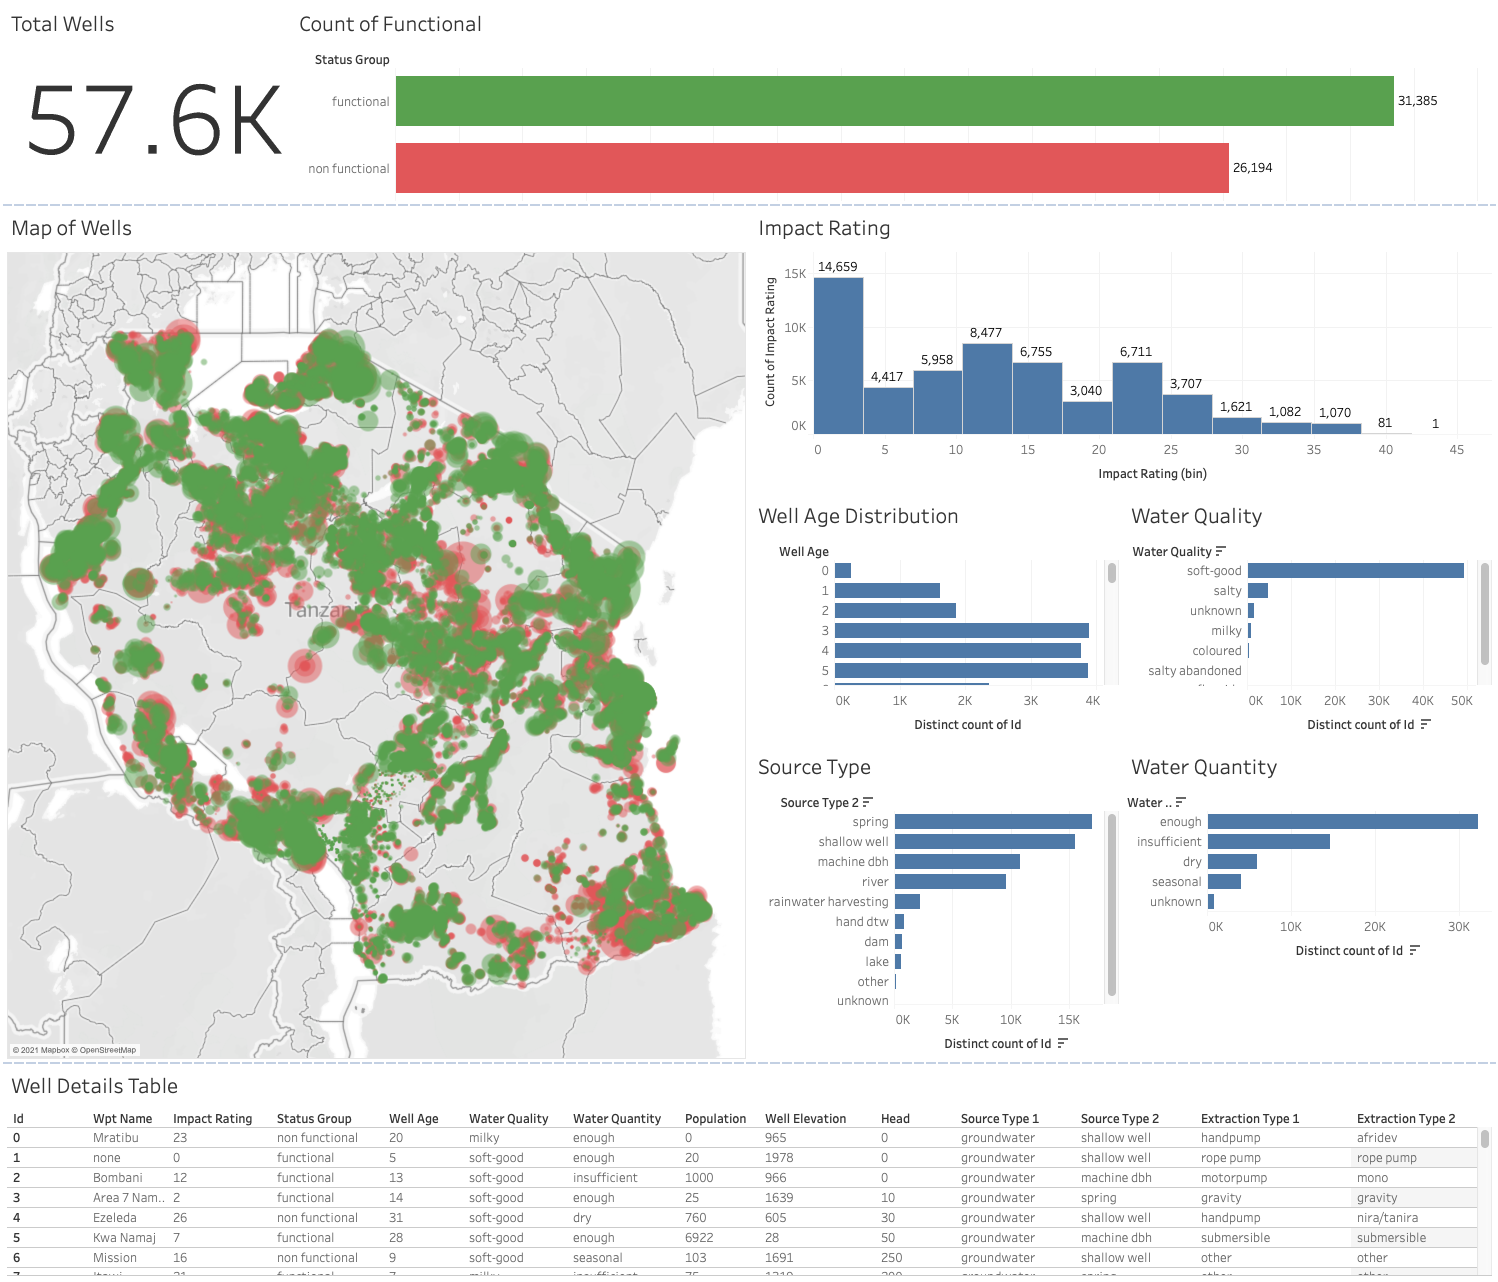 Total Wells
57.6K
Count of Functional
Status Group
functional
31,385
non functional
26,194
Map of Wells
Tanzani
© 2021 Mapbox © OpenStreetMap
Impact Rating
Count of Impact Rating
15K
10K
5K
0K
14,659
4,417
5,958
8,477
6,755
3,040
6,711
3,707
1,621
1,082
1,070
81
1
0 5 10 15 20 25 30 35 40 45
Impact Rating (bin)
Well Age Distribution
Well Age
0
1
2
3
4
5
0K 1K 2K 3K 4K
Distinct count of Id
Water Quality
Water Quality
soft-good
salty
unknown
milky
coloured
salty abandoned
0K 10K 20K 30K 40K 50K
Distinct count of Id
Source Type
Source Type 2
spring
shallow well
machine dbh
river
rainwater harvesting
hand dtw
dam
lake
other
unknown
0K 5K 10K 15K
Distinct count of Id
Water Quantity
Water ..
enough
insufficient
dry
seasonal
unknown
0K 10K 20K 30K
Distinct count of Id
Well Details Table
Id Wpt Name Impact Rating Status Group Well Age Water Quality Water Quantity Population Well Elevation Head Source Type 1 Source Type 2 Extraction Type 1 Extraction Type 2
0 Mratibu 23 non functional 20 milky enough 0 965 0 groundwater shallow well handpump afridev
1 none 0 functional 5 soft-good enough 20 1978 0 groundwater shallow well rope pump rope pump
2 Bombani 12 functional 13 soft-good insufficient 1000 966 0 groundwater machine dbh motorpump mono
3 Area 7 Nam.. 2 functional 14 soft-good enough 25 1639 10 groundwater spring gravity gravity
4 Ezeleda 26 non functional 31 soft-good dry 760 605 30 groundwater shallow well handpump nira/tanira
5 Kwa Namaj 7 functional 28 soft-good enough 6922 28 50 groundwater machine dbh submersible submersible
6 Mission 16 non functional 9 soft-good seasonal 103 1691 250 groundwater shallow well other other